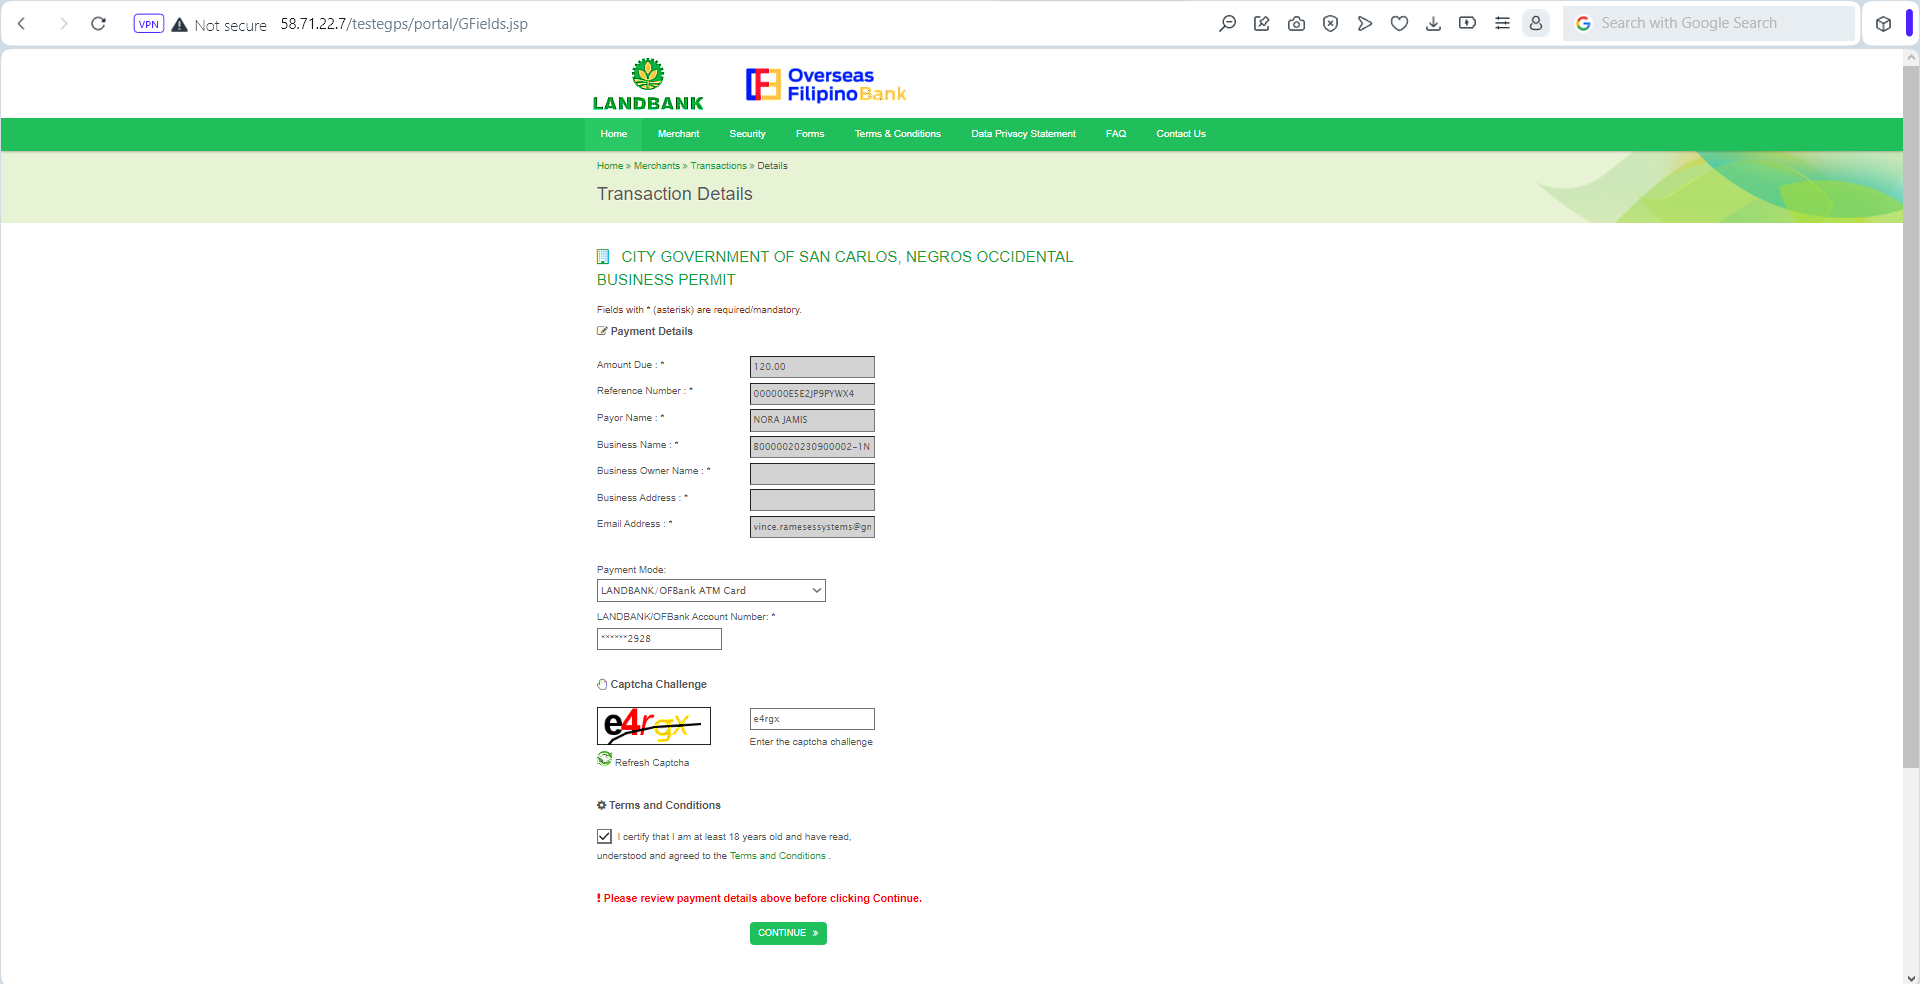 VPN Not secure 58.71.22.7/testegps/portal/GFields.jsp Search with Google Search
LANDBANK
Overseas
FilipinoBank
Home Merchant Security Forms Terms & Conditions Data Privacy Statement FAQ Contact Us
Home » Merchants » Transactions » Details
Transaction Details
CITY GOVERNMENT OF SAN CARLOS, NEGROS OCCIDENTAL
BUSINESS PERMIT
Fields with * (asterisk) are required/mandatory.
Payment Details
Amount Due : * 120.00
Reference Number : * 000000E5E2JP9PYWX4
Payor Name : * NORA JAMIS
Business Name : * B0000020230900002-1N
Business Owner Name : *
Business Address : *
Email Address : * vince.ramesessystems@gm
Payment Mode:
LANDBANK/OFBank ATM Card
LANDBANK/OFBank Account Number: *
******2928
Captcha Challenge
e4rgx e4rgx
Enter the captcha challenge
Refresh Captcha
Terms and Conditions
I certify that I am at least 18 years old and have read,
understood and agreed to the Terms and Conditions .
! Please review payment details above before clicking Continue.
CONTINUE »